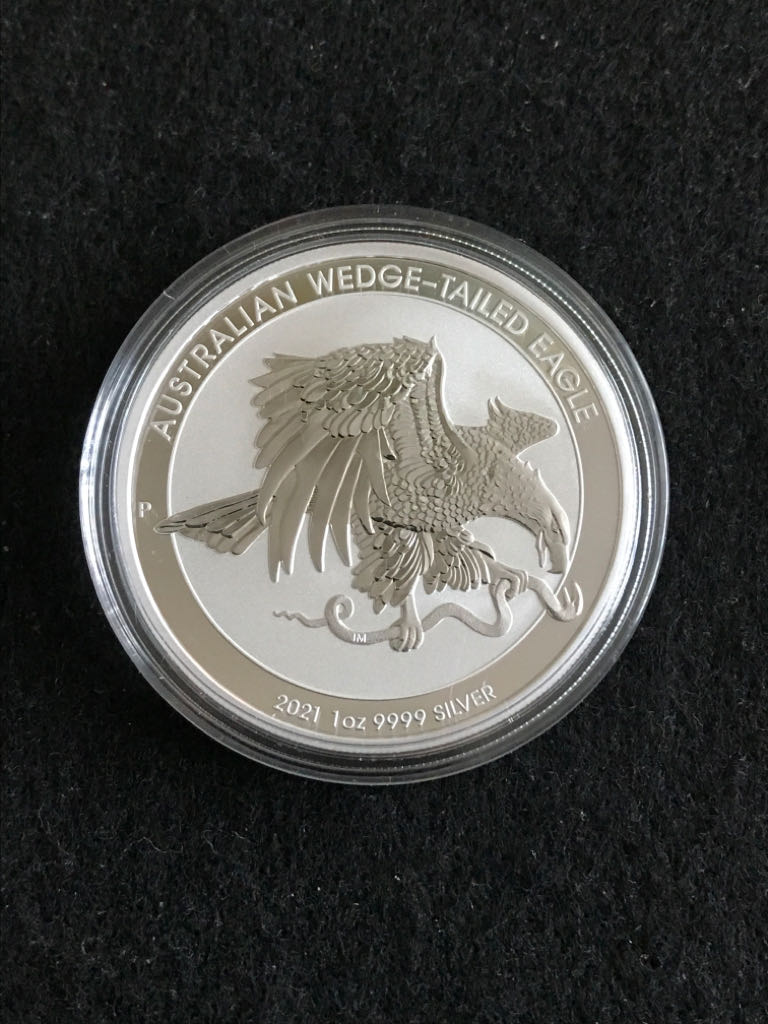 AUSTRALIAN WEDGE-TAILED EAGLE
P
IM
2021 1oz 9999 SILVER